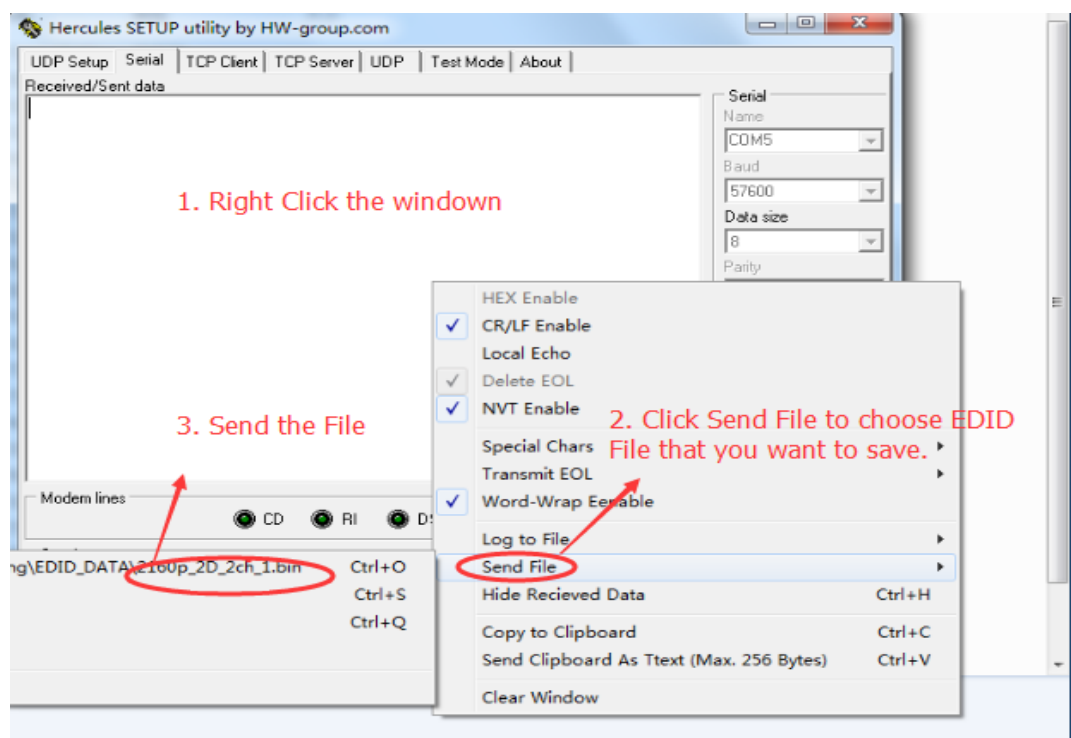 Hercules SETUP utility by HW-group.com
UDP Setup Serial TCP Client TCP Server UDP Test Mode About
Received/Sent data
Serial
Name
COM5
Baud
57600
Data size
8
Parity
1. Right Click the windown
HEX Enable
CR/LF Enable
Local Echo
Delete EOL
NVT Enable
2. Click Send File to choose EDID
File that you want to save.
3. Send the File
Special Chars
Transmit EOL
Word-Wrap Eenable
Modem lines
CD RI
Log to File
Send File
Hide Recieved Data Ctrl+H
Copy to Clipboard Ctrl+C
Send Clipboard As Ttext (Max. 256 Bytes) Ctrl+V
Clear Window
ng\EDID_DATA\2160p_2D_2ch_1.bin Ctrl+O
Ctrl+S
Ctrl+Q